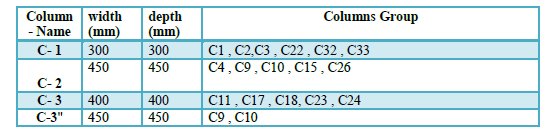 Column - Name width (mm) depth (mm) Columns Group
C- 1 300 300 C1 , C2,C3 , C22 , C32 , C33
C- 2 450 450 C4 , C9 , C10 , C15 , C26
C- 3 400 400 C11 , C17 , C18, C23 , C24
C-3" 450 450 C9 , C10